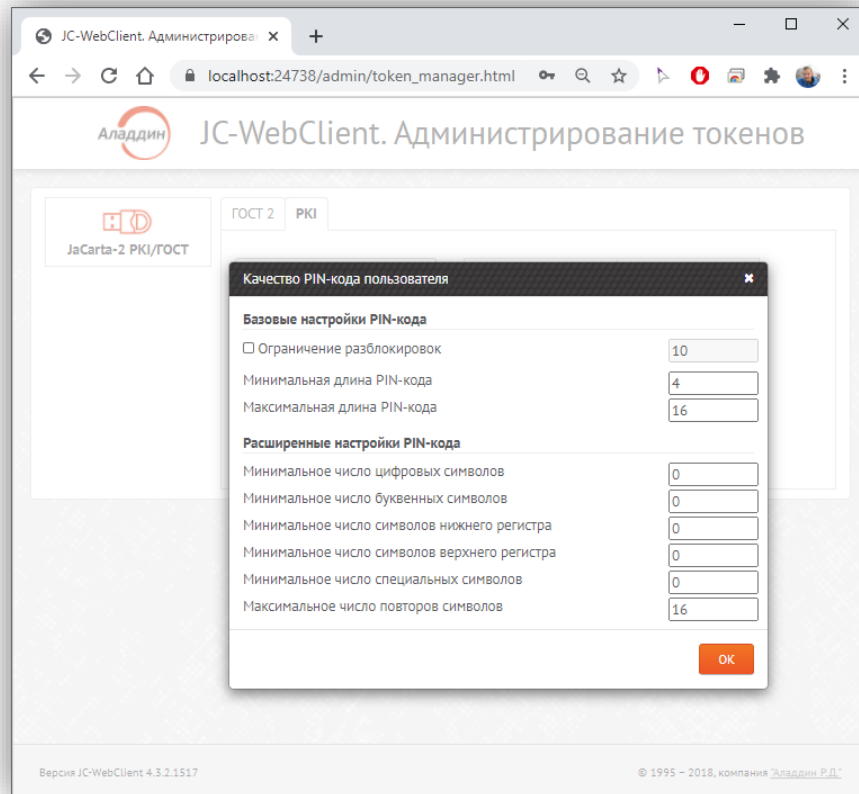 JC-WebClient. Администрирова
localhost:24738/admin/token_manager.html
Аладдин
JC-WebClient. Администрирование токенов
JaCarta-2 PKI/ГОСТ
ГОСТ 2 PKI
Качество PIN-кода пользователя
Базовые настройки PIN-кода
Ограничение разблокировок 10
Минимальная длина PIN-кода 4
Максимальная длина PIN-кода 16
Расширенные настройки PIN-кода
Минимальное число цифровых символов 0
Минимальное число буквенных символов 0
Минимальное число символов нижнего регистра 0
Минимальное число символов верхнего регистра 0
Минимальное число специальных символов 0
Максимальное число повторов символов 16
ОК
Версия JC-WebClient 4.3.2.1517 © 1995 – 2018, компания "Аладдин Р.Д."